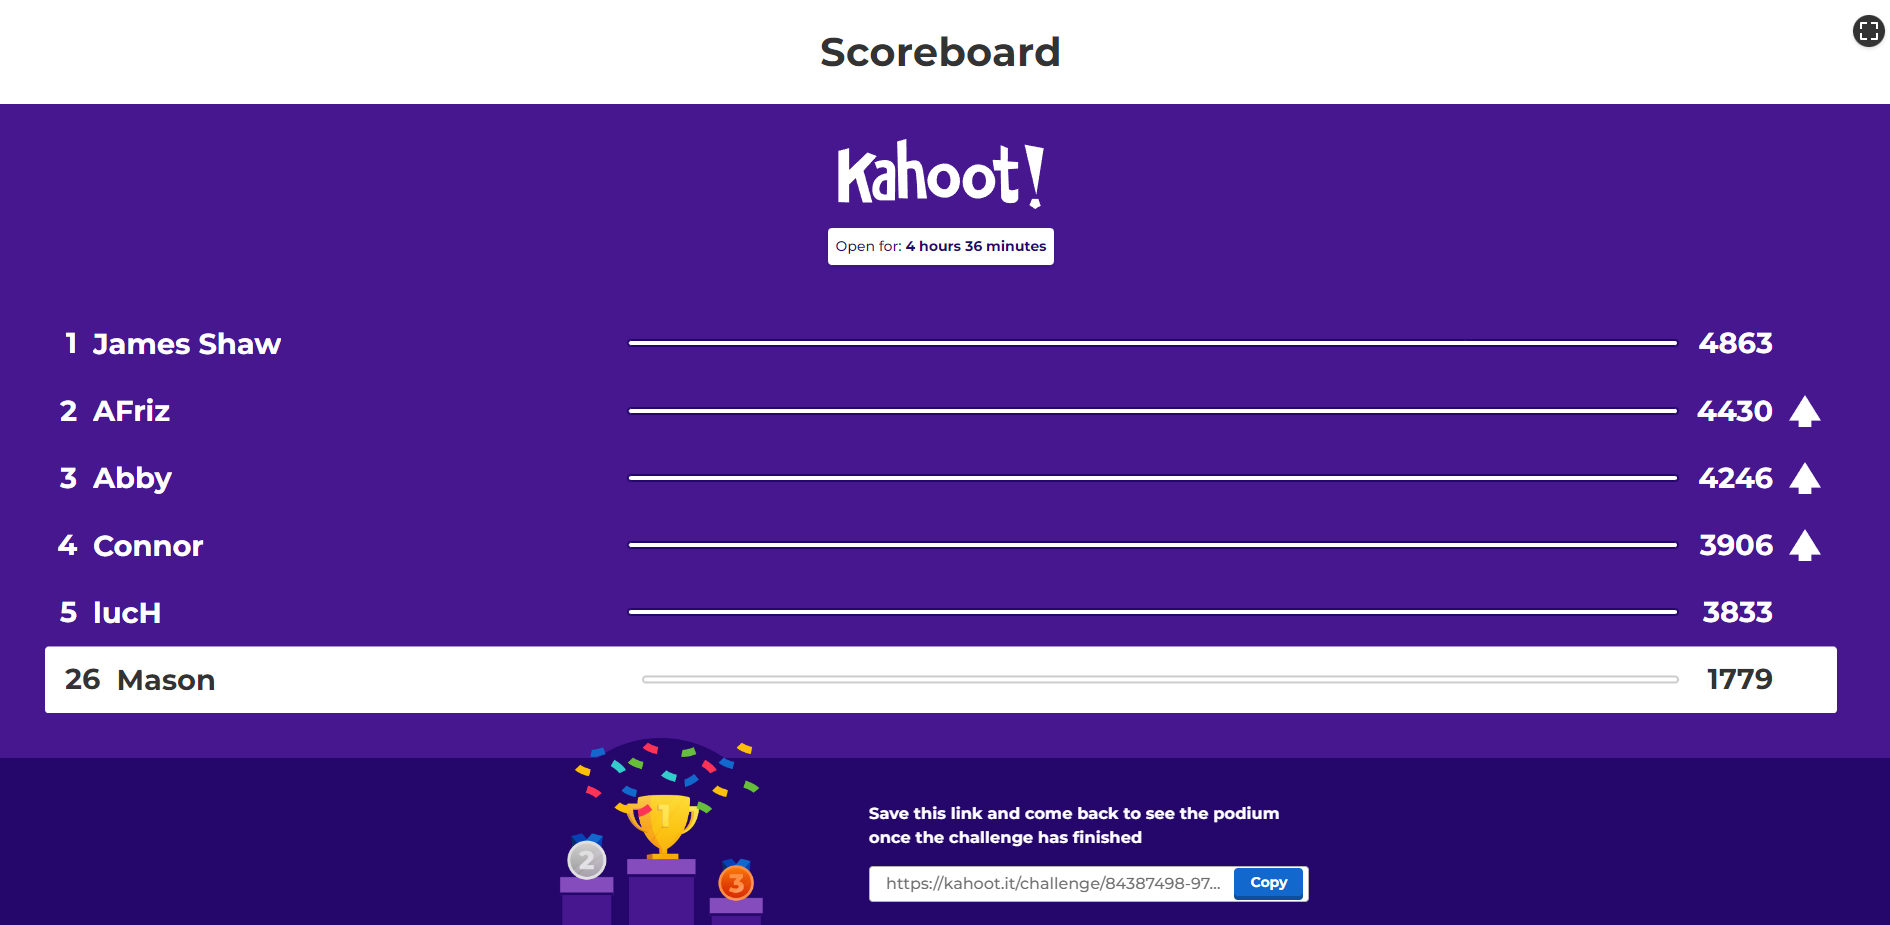 Scoreboard
Kahoot!
Open for: 4 hours 36 minutes
1 James Shaw 4863
2 AFriz 4430
3 Abby 4246
4 Connor 3906
5 lucH 3833
26 Mason 1779
1
2
3
Save this link and come back to see the podium
once the challenge has finished
https://kahoot.it/challenge/84387498-97... Copy